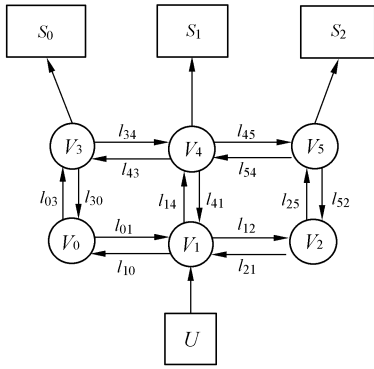 S₀ S₁ S₂
l₃₄ l₄₅
V₃ V₄ V₅
l₄₃ l₅₄
l₀₃ l₃₀ l₁₄ l₄₁ l₂₅ l₅₂
l₀₁ l₁₂
V₀ V₁ V₂
l₁₀ l₂₁
U